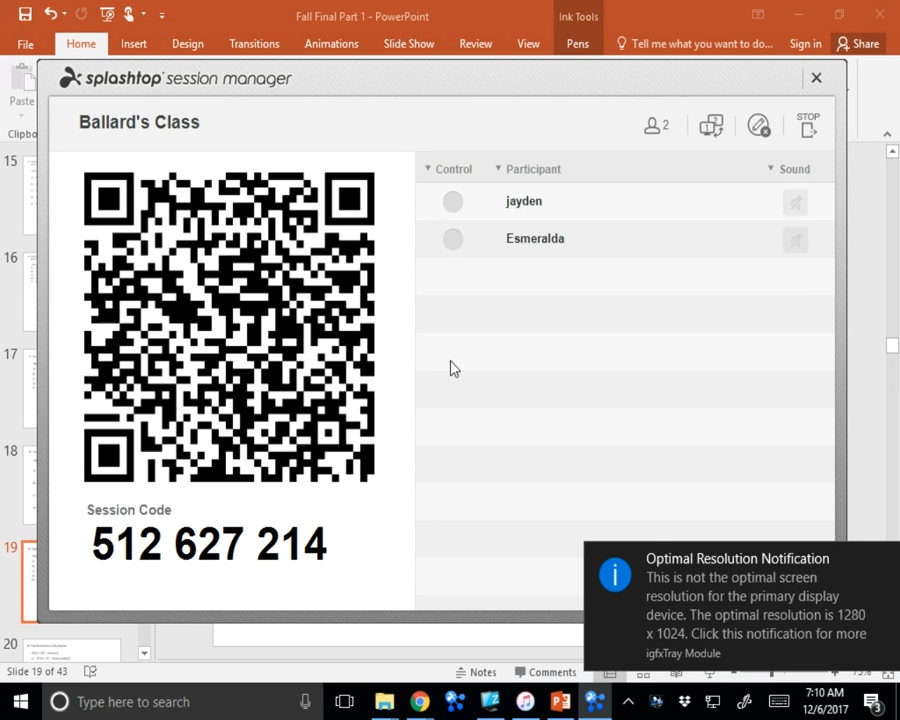 Fall Final Part 1 - PowerPoint
Ink Tools
File
Home
Insert
Design
Transitions
Animations
Slide Show
Review
View
Pens
Tell me what you want to do...
Sign in
Share
Paste
Clipbo
splashtop session manager
Ballard's Class
2
STOP
Control
Participant
Sound
jayden
Esmeralda
Session Code
512 627 214
15
16
17
18
19
20
Optimal Resolution Notification
This is not the optimal screen
resolution for the primary display
device. The optimal resolution is 1280
x 1024. Click this notification for more
igfxTray Module
Slide 19 of 43
Notes
Comments
Type here to search
7:10 AM
12/6/2017
3